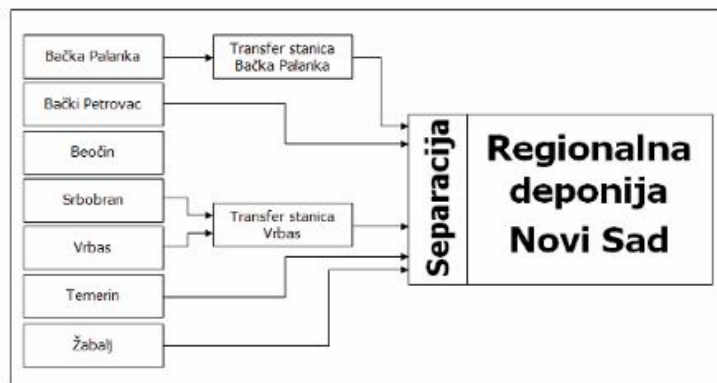 Bačka Palanka
Transfer stanica
Bačka Palanka
Bački Petrovac
Beočin
Srbobran
Transfer stanica
Vrbas
Vrbas
Temerin
Žabalj
Separacija
Regionalna
deponija
Novi Sad